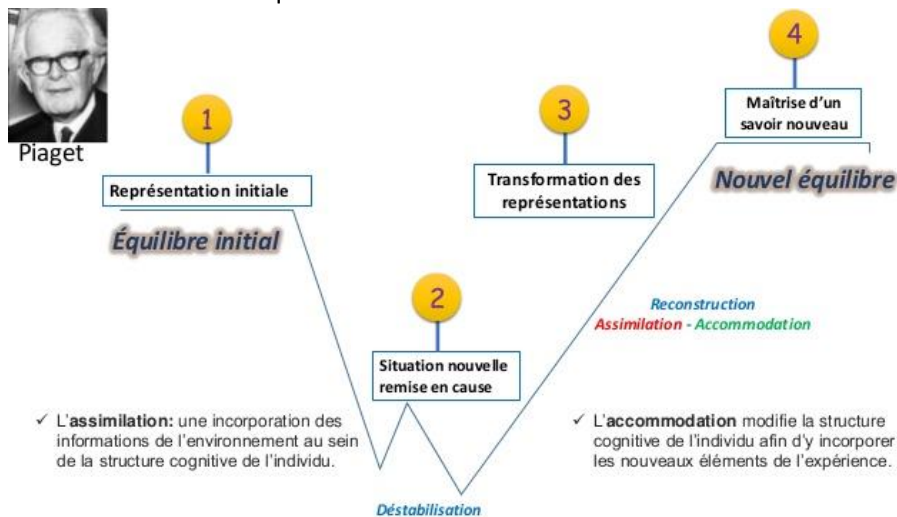 Piaget
1
Représentation initiale
Équilibre initial
2
Situation nouvelle
remise en cause
3
Transformation des
représentations
4
Maîtrise d'un
savoir nouveau
Nouvel équilibre
Reconstruction
Assimilation - Accommodation
✓ L'assimilation: une incorporation des
informations de l'environnement au sein
de la structure cognitive de l'individu.
✓ L'accommodation modifie la structure
cognitive de l'individu afin d'y incorporer
les nouveaux éléments de l'expérience.
Déstabilisation